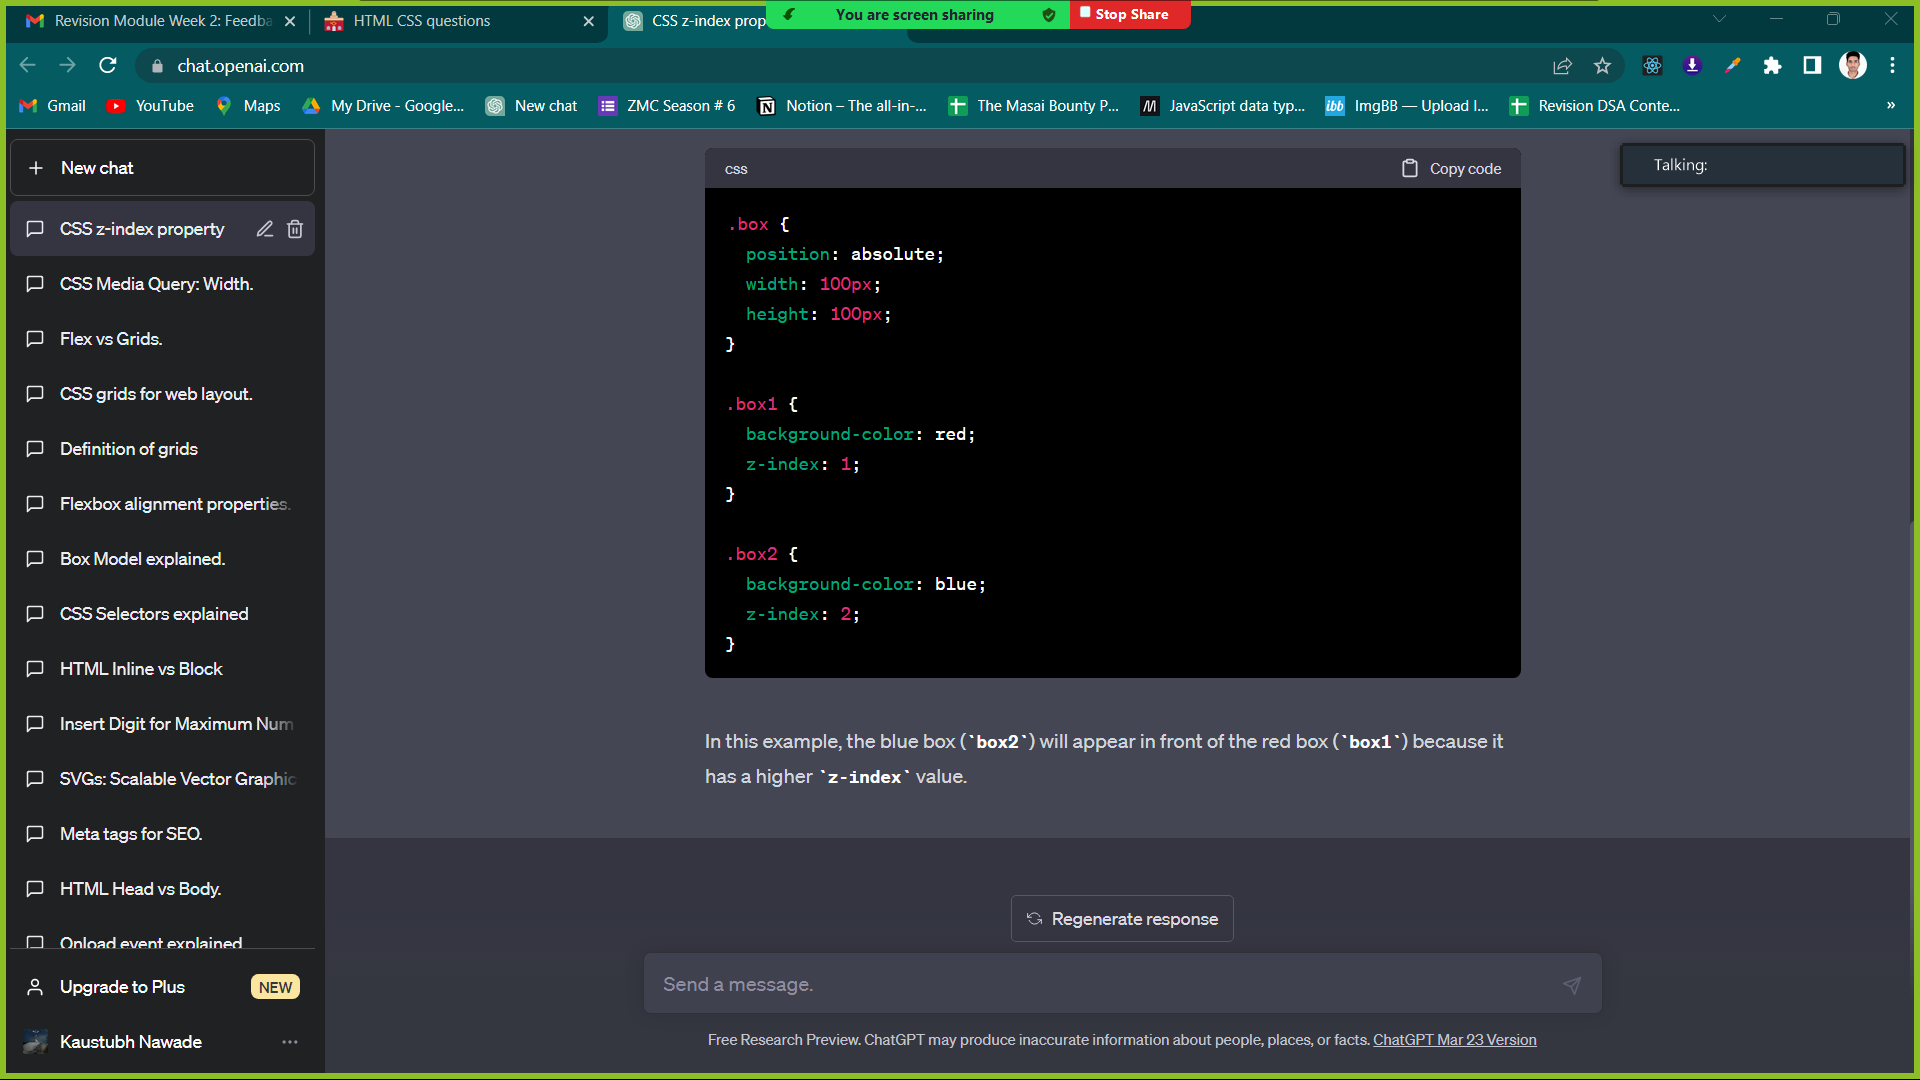 Revision Module Week 2: Feedba
HTML CSS questions
CSS z-index prop
You are screen sharing
Stop Share
chat.openai.com
Gmail
YouTube
Maps
My Drive - Google...
New chat
ZMC Season # 6
Notion – The all-in-...
The Masai Bounty P...
JavaScript data typ...
ibb
ImgBB — Upload I...
Revision DSA Conte...
»
New chat
CSS z-index property
CSS Media Query: Width.
Flex vs Grids.
CSS grids for web layout.
Definition of grids
Flexbox alignment properties.
Box Model explained.
CSS Selectors explained
HTML Inline vs Block
Insert Digit for Maximum Num
SVGs: Scalable Vector Graphic
Meta tags for SEO.
HTML Head vs Body.
Onload event explained
Upgrade to Plus
NEW
Kaustubh Nawade
Talking:
css
Copy code
.box {
position: absolute;
width: 100px;
height: 100px;
}
.box1 {
background-color: red;
z-index: 1;
}
.box2 {
background-color: blue;
z-index: 2;
}
In this example, the blue box (`box2`) will appear in front of the red box (`box1`) because it
has a higher `z-index` value.
Regenerate response
Send a message.
Free Research Preview. ChatGPT may produce inaccurate information about people, places, or facts. ChatGPT Mar 23 Version